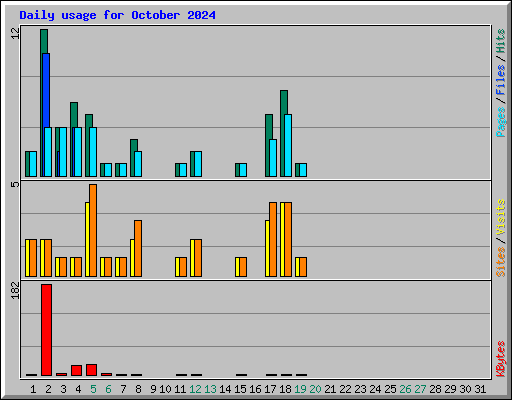 Daily usage for October 2024
12
Pages / Files / Hits
5
Sites / Visits
182
KBytes
1 2 3 4 5 6 7 8 9 10 11 12 13 14 15 16 17 18 19 20 21 22 23 24 25 26 27 28 29 30 31